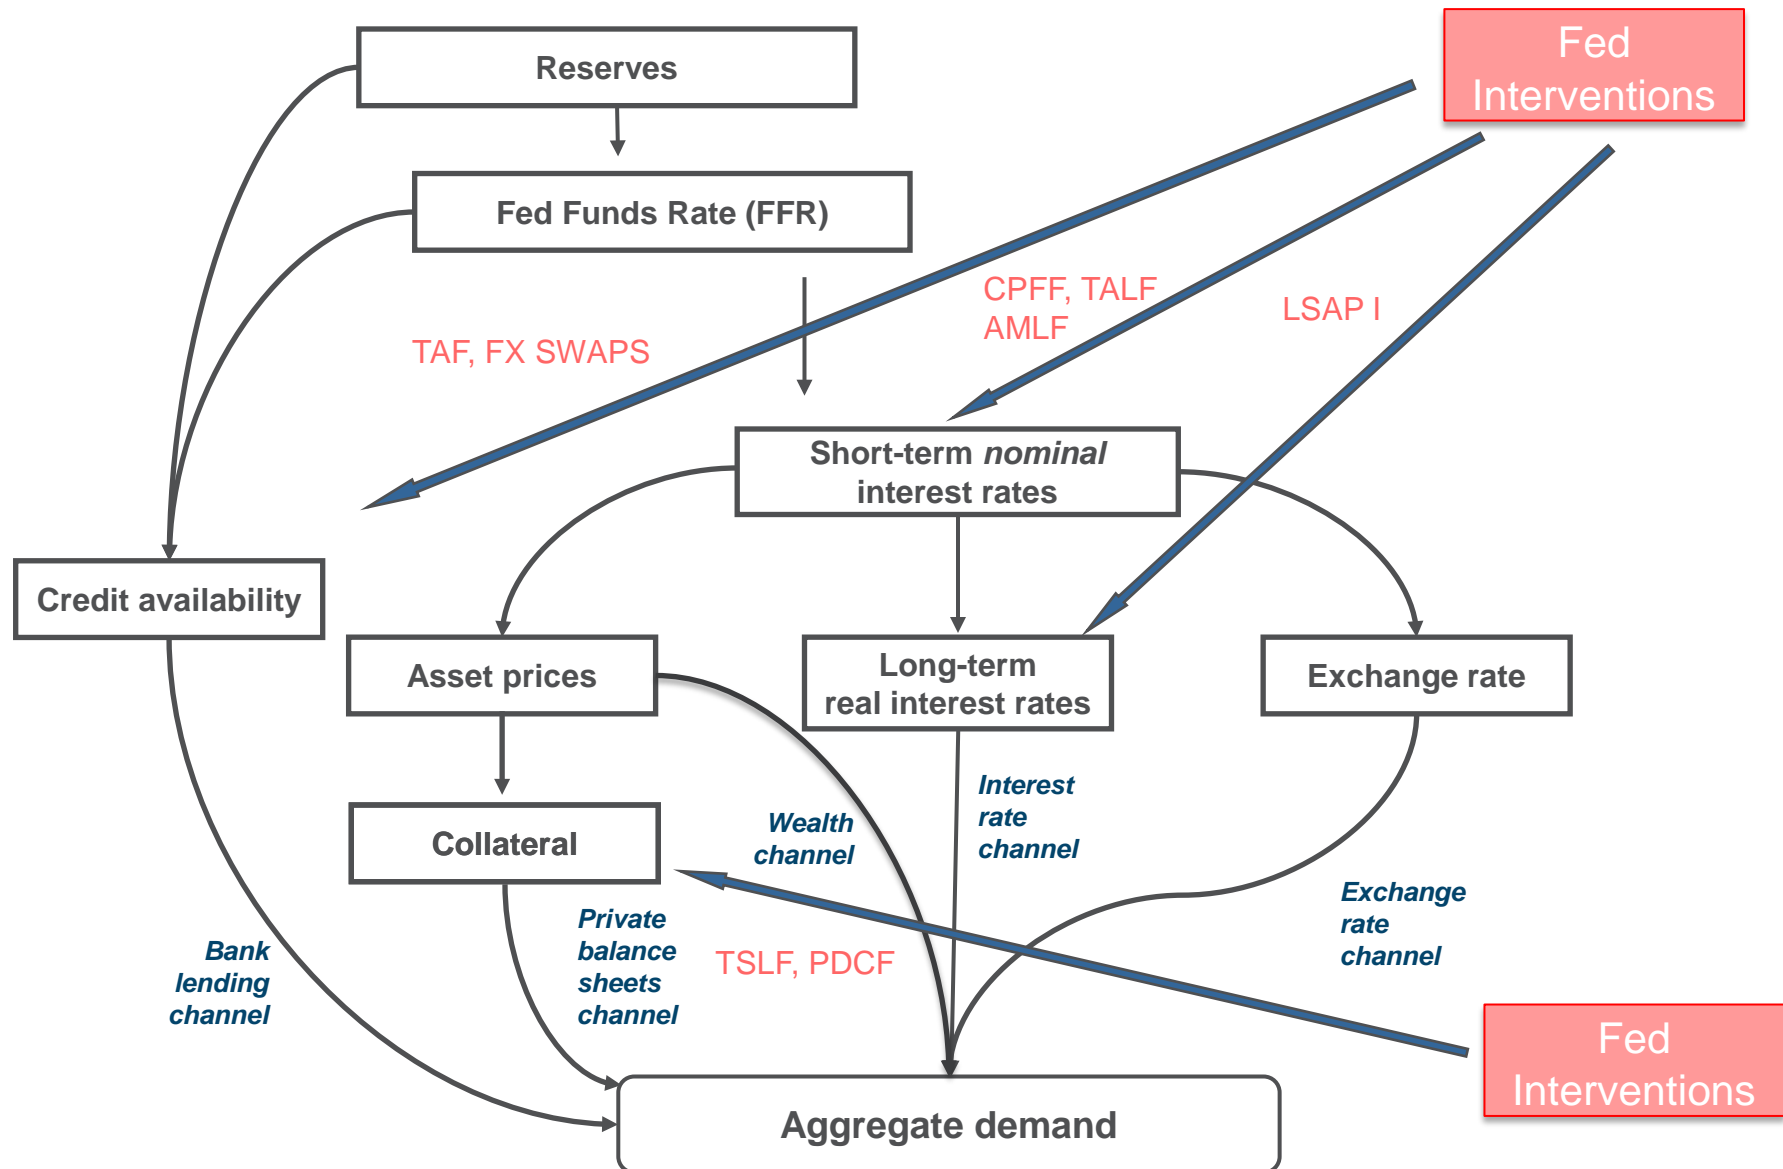 Fed
Interventions
Reserves
Fed Funds Rate (FFR)
CPFF, TALF
AMLF
LSAP I
TAF, FX SWAPS
Short-term nominal
interest rates
Credit availability
Asset prices
Long-term
real interest rates
Exchange rate
Collateral
Wealth
channel
Interest
rate
channel
Exchange
rate
channel
Bank
lending
channel
Private
balance
sheets
channel
TSLF, PDCF
Fed
Interventions
Aggregate demand